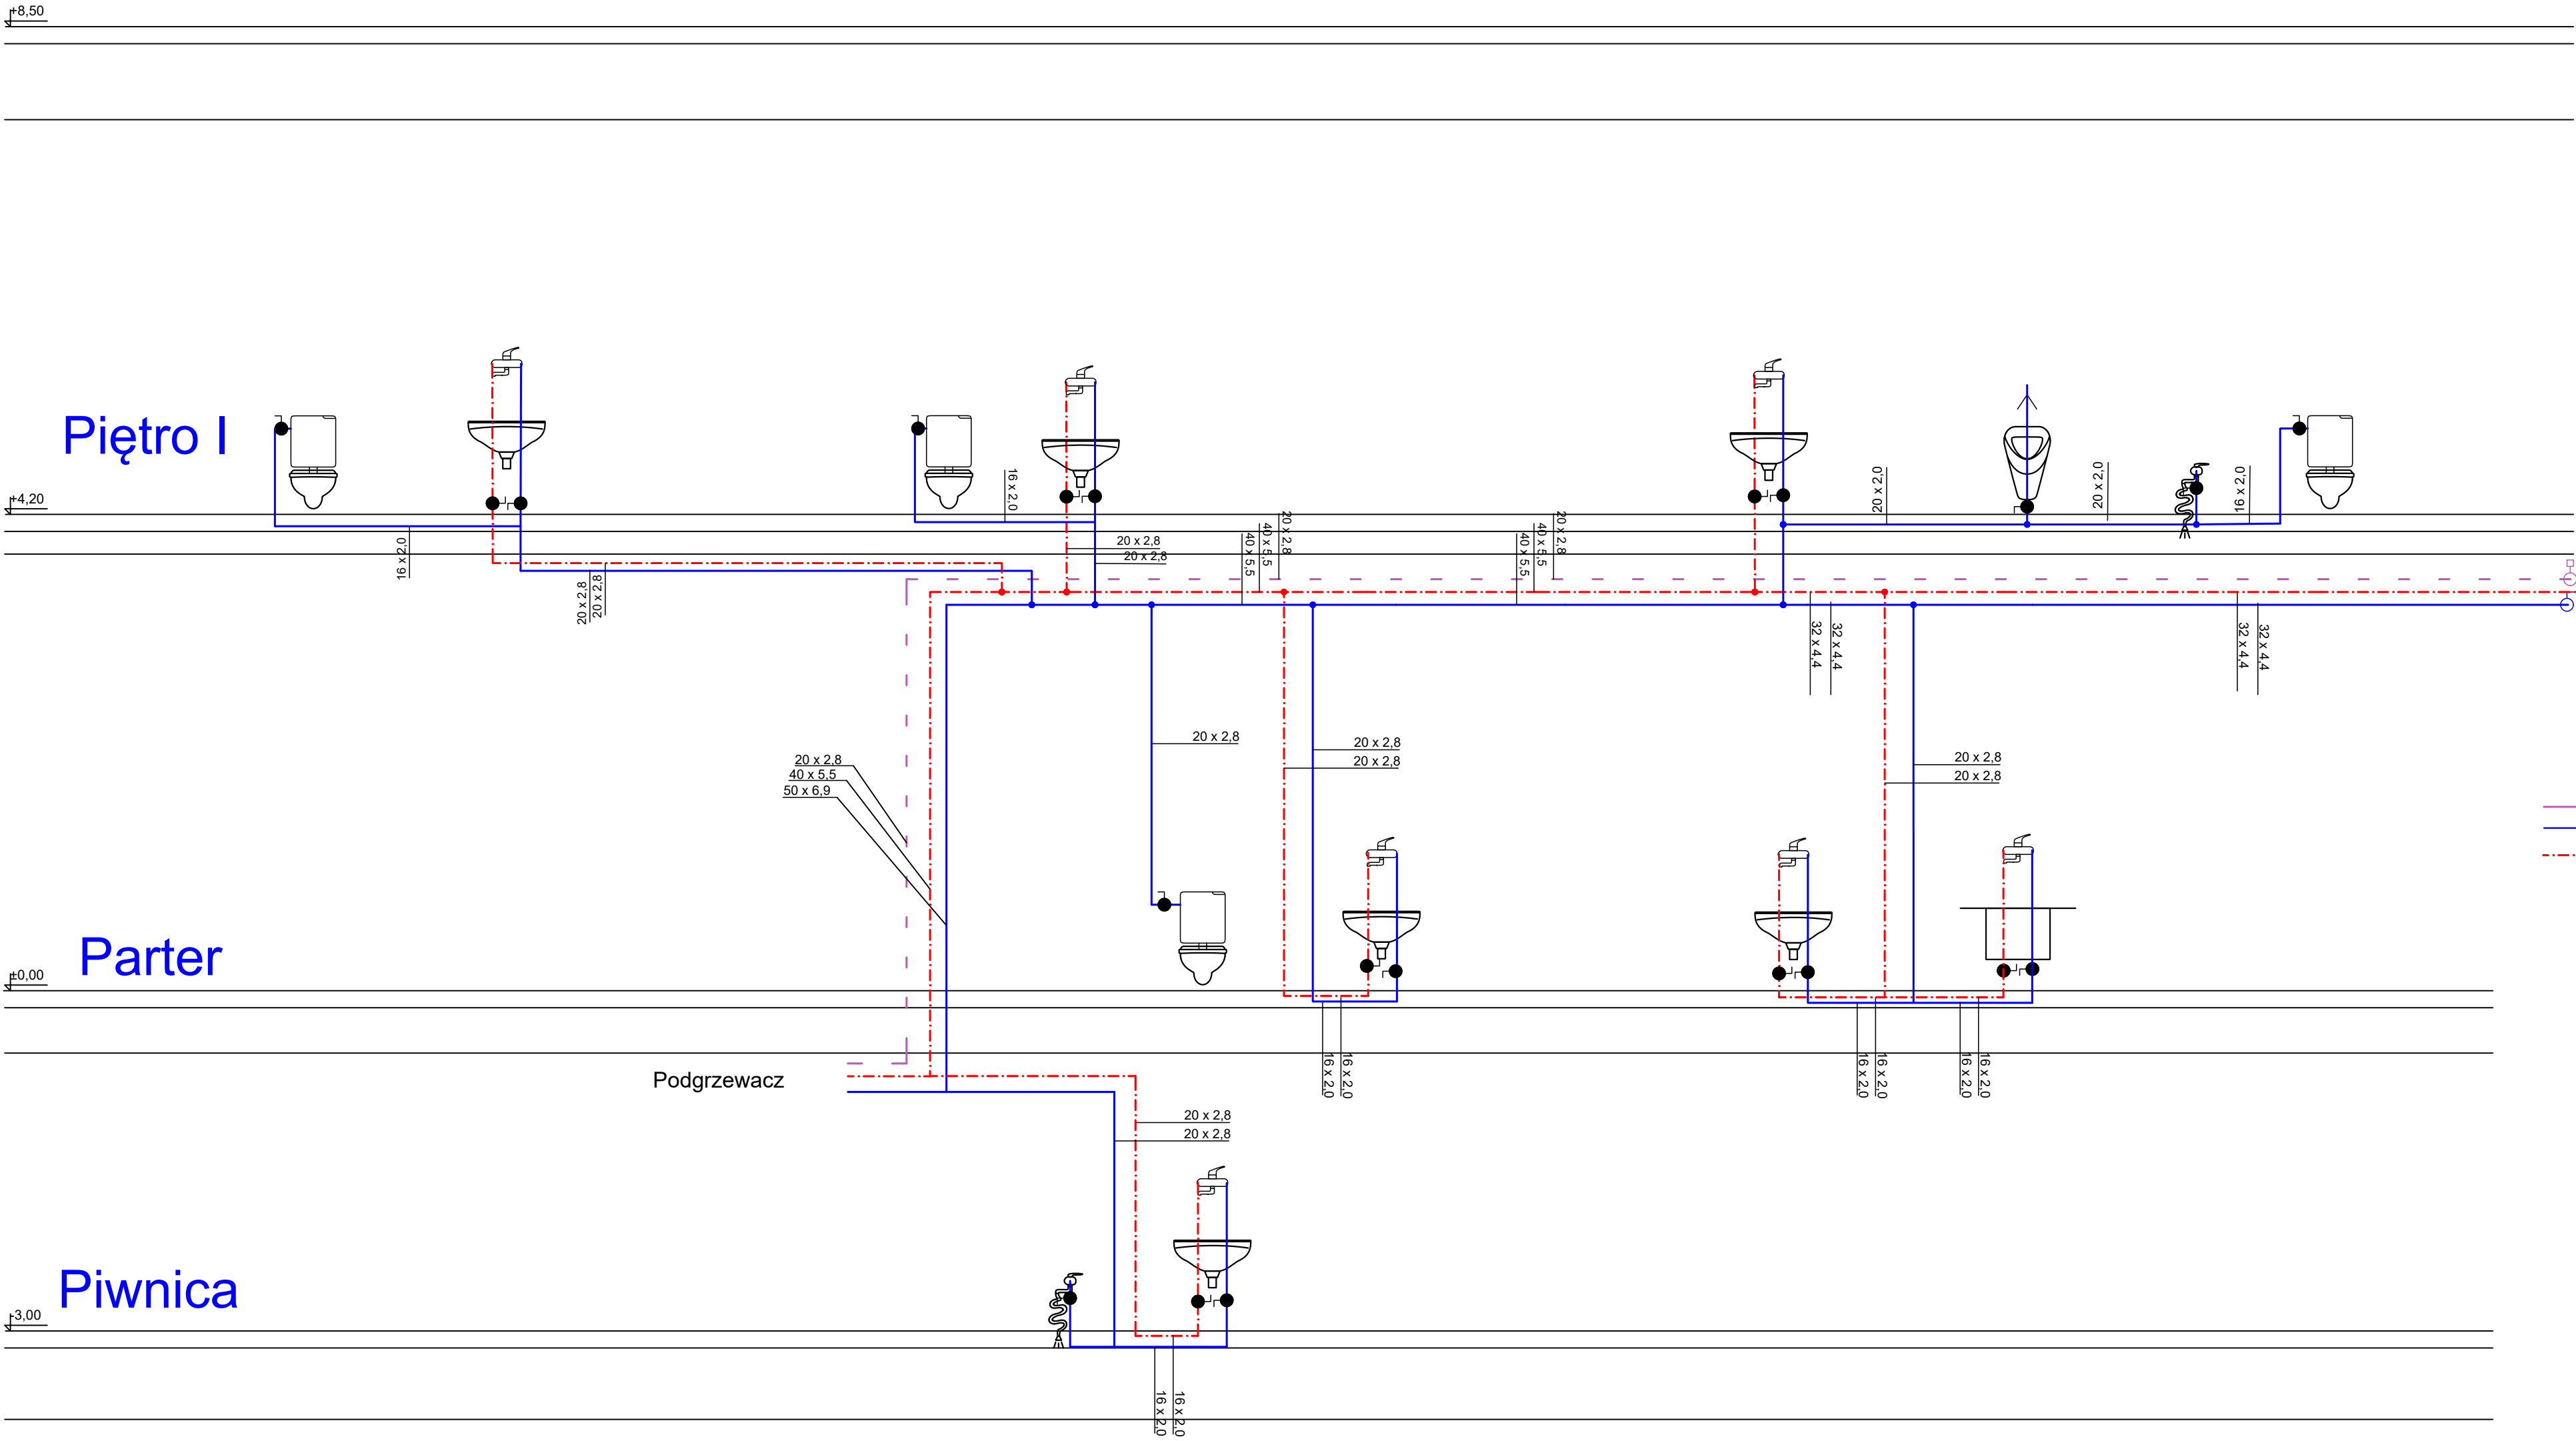 +8,50
Piętro I
+4,20
16 x 2,0
20 x 2,8
20 x 2,8
16 x 2,0
20 x 2,8
20 x 2,8
40 x 5,5
40 x 5,5
20 x 2,8
40 x 5,5
40 x 5,5
20 x 2,8
20 x 2,0
20 x 2,0
16 x 2,0
32 x 4,4
32 x 4,4
32 x 4,4
32 x 4,4
20 x 2,8
40 x 5,5
50 x 6,9
20 x 2,8
20 x 2,8
20 x 2,8
20 x 2,8
20 x 2,8
Parter
±0,00
16 x 2,0
16 x 2,0
16 x 2,0
16 x 2,0
16 x 2,0
16 x 2,0
Podgrzewacz
20 x 2,8
20 x 2,8
Piwnica
-3,00
16 x 2,0
16 x 2,0